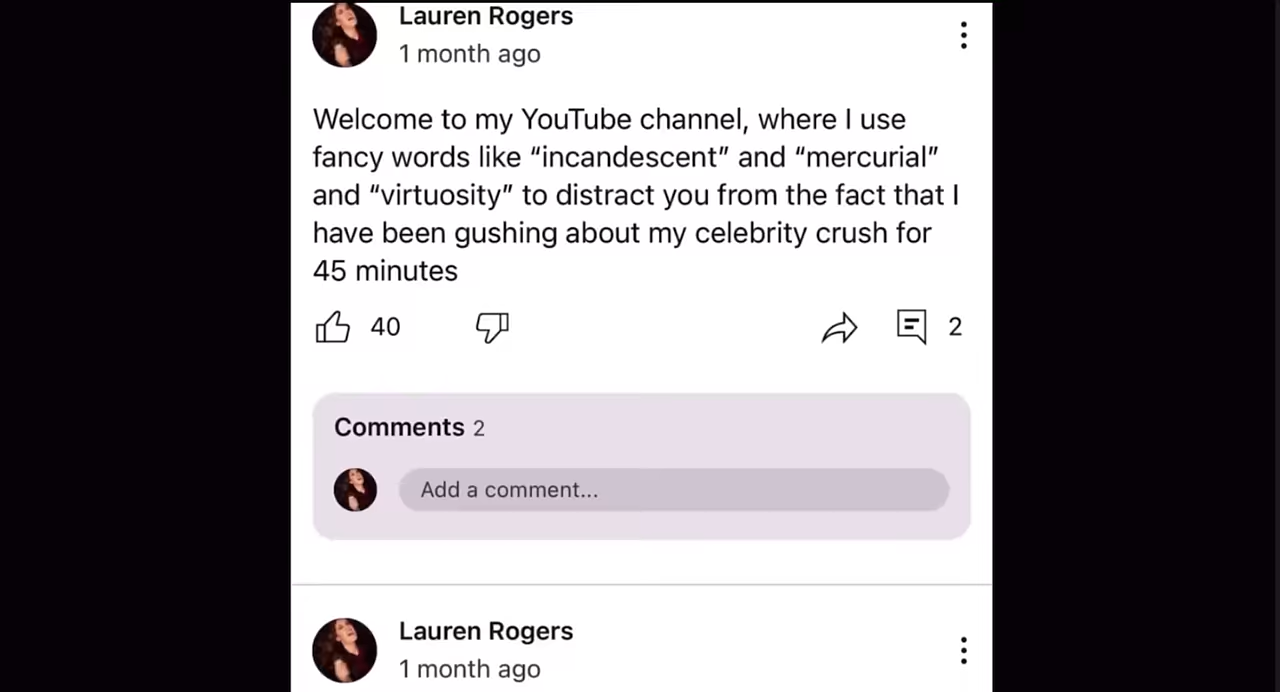 Lauren Rogers
1 month ago
Welcome to my YouTube channel, where I use
fancy words like “incandescent” and “mercurial”
and “virtuosity” to distract you from the fact that I
have been gushing about my celebrity crush for
45 minutes
40 2
Comments 2
Add a comment...
Lauren Rogers
1 month ago